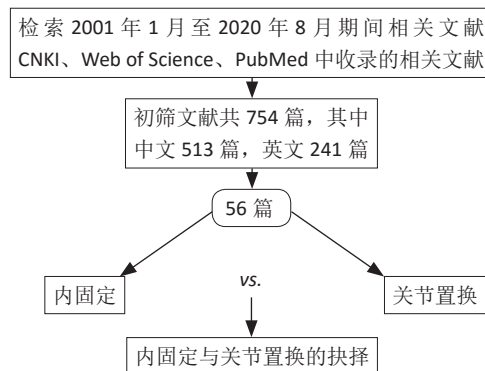 检索 2001 年 1 月至 2020 年 8 月期间相关文献
CNKI、Web of Science、PubMed 中收录的相关文献
初筛文献共 754 篇，其中
中文 513 篇，英文 241 篇
56 篇
内固定
vs.
关节置换
内固定与关节置换的抉择